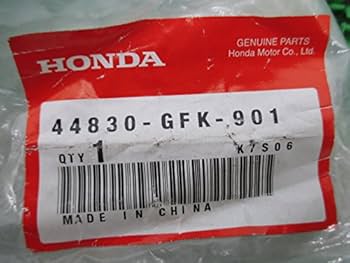 HONDA
GENUINE PARTS
Honda Motor Co., Ltd.
44830-GFK-901
QTY 1
K7S06
MADE IN CHINA